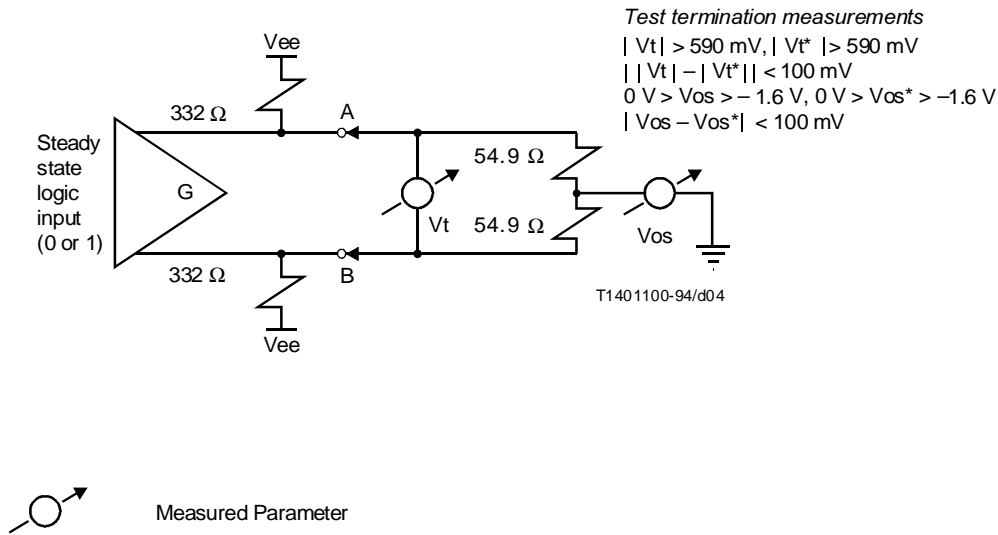 Test termination measurements
| Vt | > 590 mV, | Vt* | > 590 mV
| | Vt | – | Vt* | | < 100 mV
0 V > Vos > – 1.6 V, 0 V > Vos* > –1.6 V
| Vos – Vos* | < 100 mV
Vee
332 Ω
A
Steady
state
logic
input
(0 or 1)
G
54.9 Ω
Vt
54.9 Ω
Vos
332 Ω
B
Vee
T1401100-94/d04
Measured Parameter